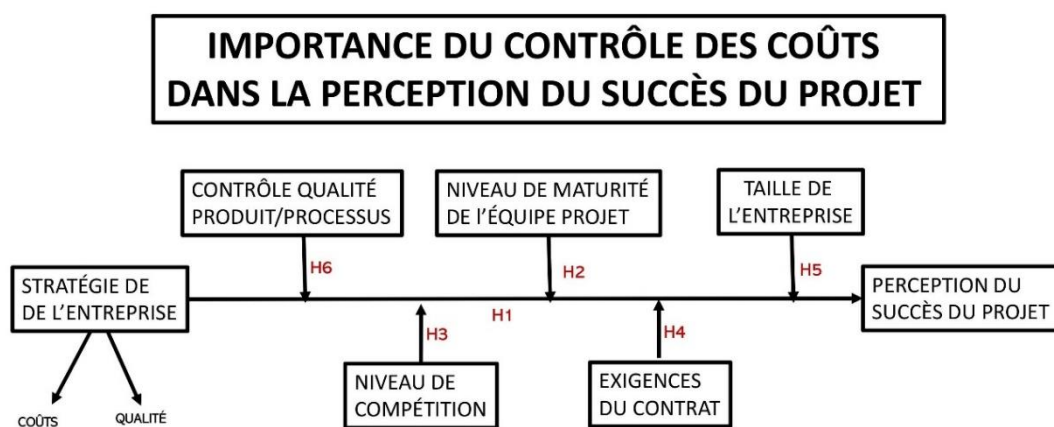 IMPORTANCE DU CONTRÔLE DES COÛTS
DANS LA PERCEPTION DU SUCCÈS DU PROJET
CONTRÔLE QUALITÉ
PRODUIT/PROCESSUS
NIVEAU DE MATURITÉ
DE l'ÉQUIPE PROJET
TAILLE DE
L'ENTREPRISE
H6
H2
H5
STRATÉGIE DE
DE L'ENTREPRISE
PERCEPTION DU
SUCCÈS DU PROJET
H1
H3
H4
NIVEAU DE
COMPÉTITION
EXIGENCES
DU CONTRAT
COÛTS
QUALITÉ